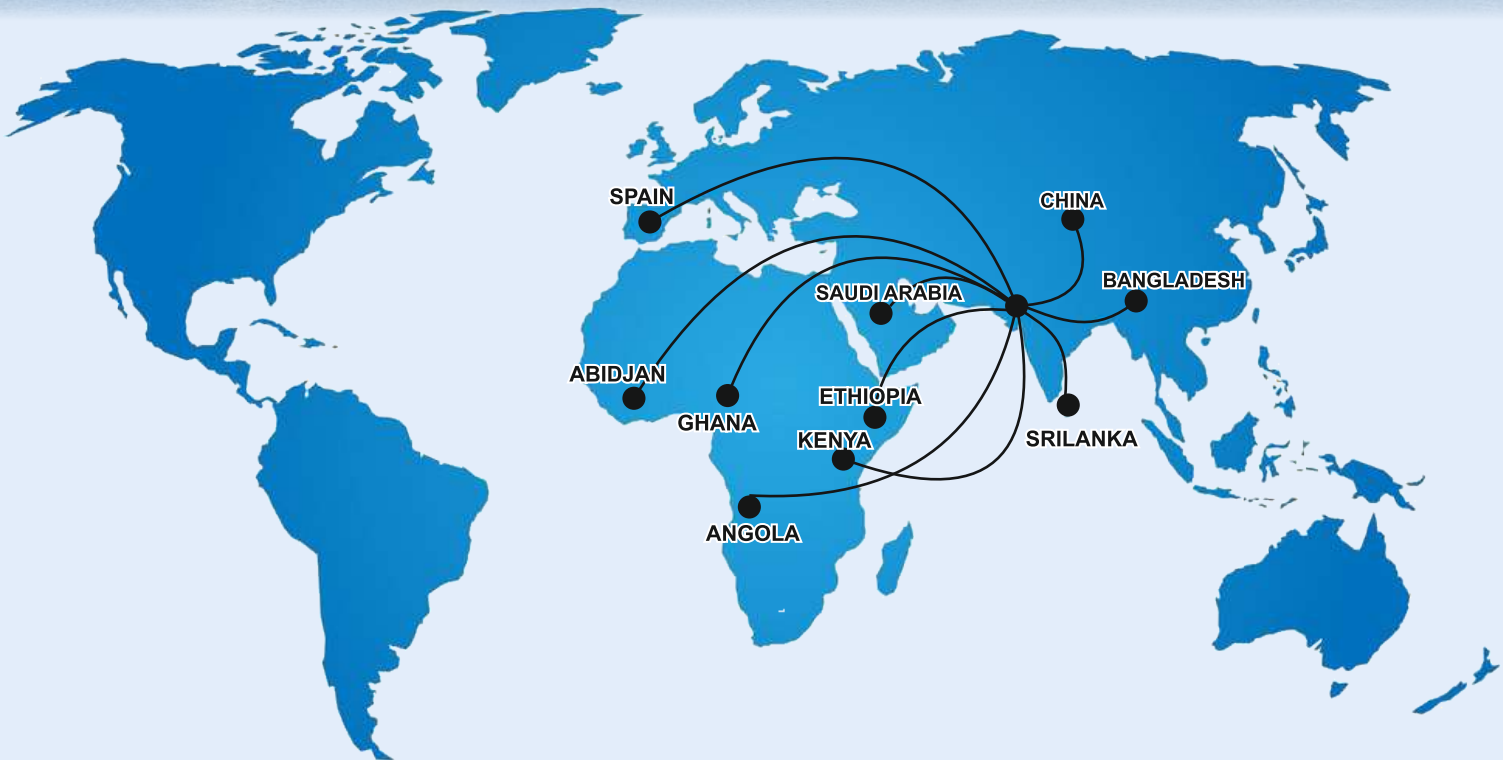 SPAIN
CHINA
BANGLADESH
SAUDI ARABIA
ABIDJAN
ETHIOPIA
GHANA
KENYA
SRILANKA
ANGOLA